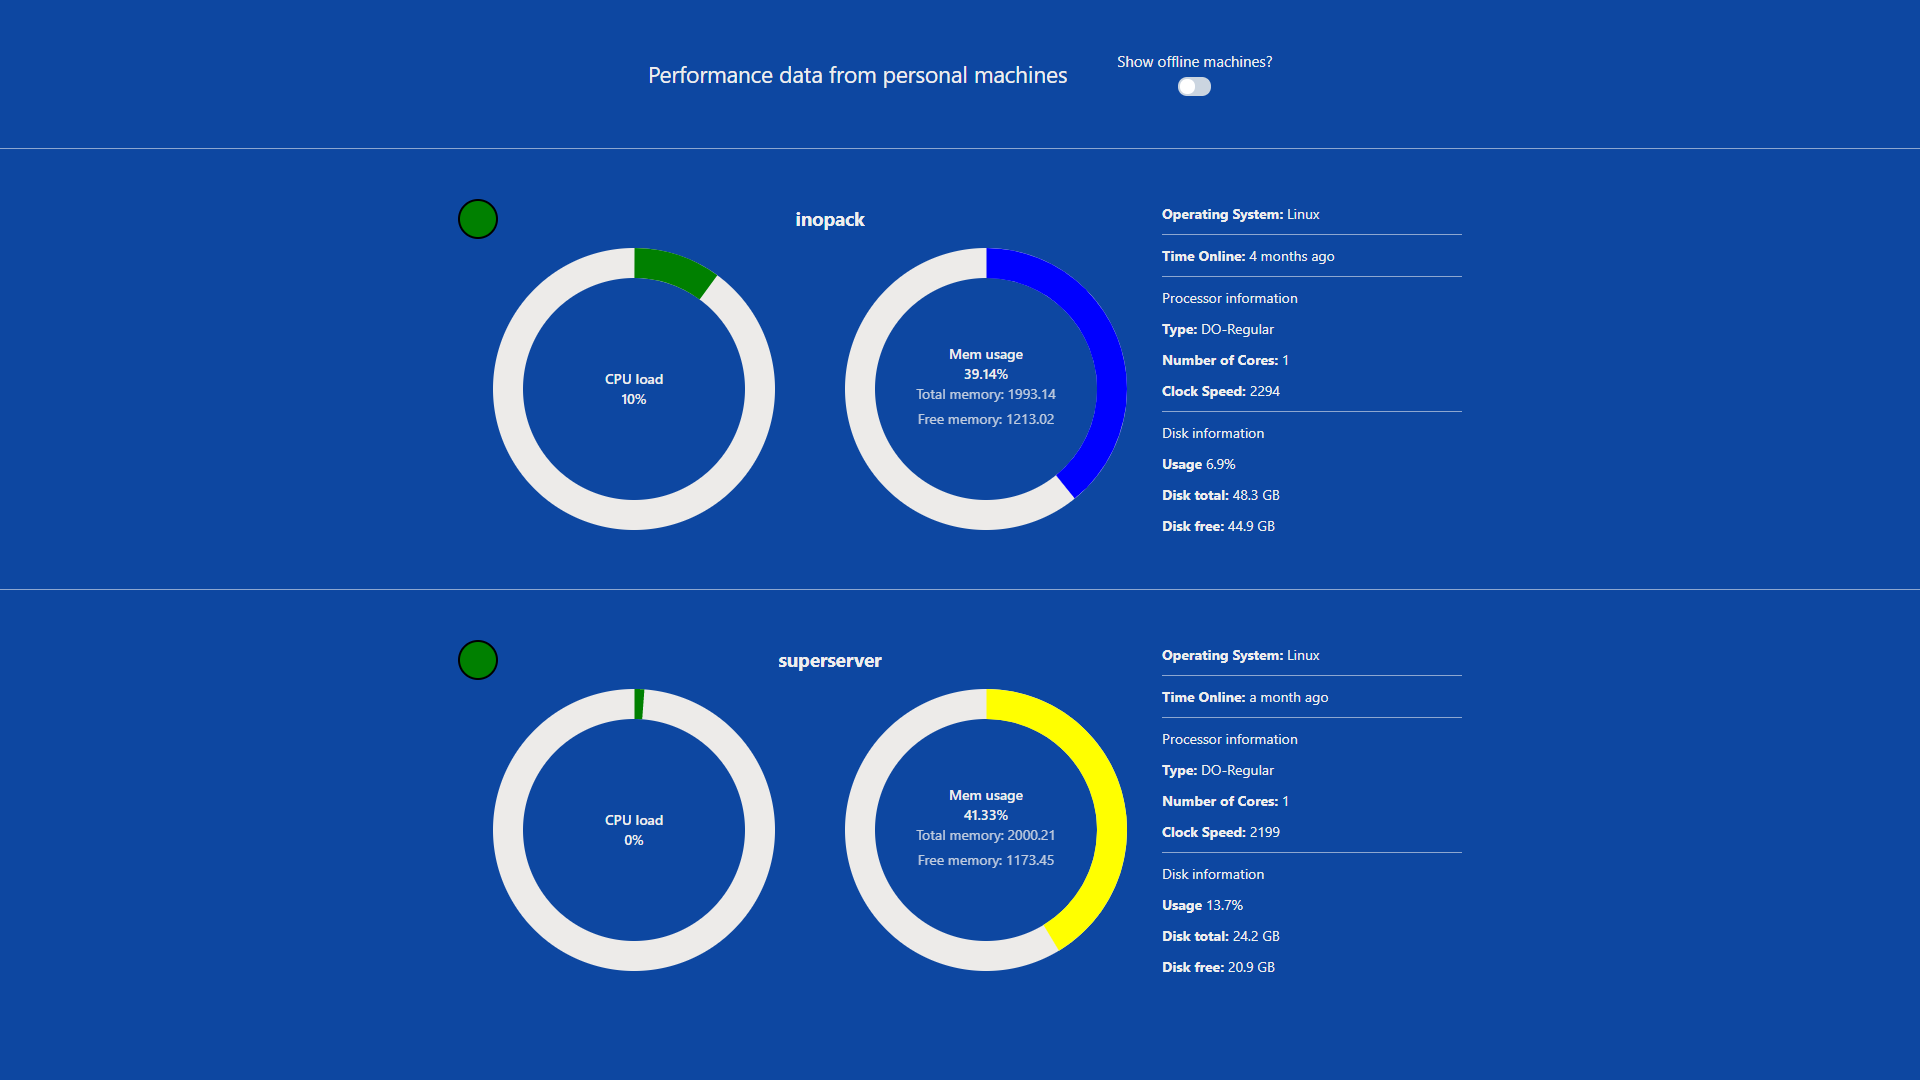 Performance data from personal machines
Show offline machines?
inopack
CPU load
10%
Mem usage
39.14%
Total memory: 1993.14
Free memory: 1213.02
Operating System: Linux
Time Online: 4 months ago
Processor information
Type: DO-Regular
Number of Cores: 1
Clock Speed: 2294
Disk information
Usage 6.9%
Disk total: 48.3 GB
Disk free: 44.9 GB
superserver
CPU load
0%
Mem usage
41.33%
Total memory: 2000.21
Free memory: 1173.45
Operating System: Linux
Time Online: a month ago
Processor information
Type: DO-Regular
Number of Cores: 1
Clock Speed: 2199
Disk information
Usage 13.7%
Disk total: 24.2 GB
Disk free: 20.9 GB